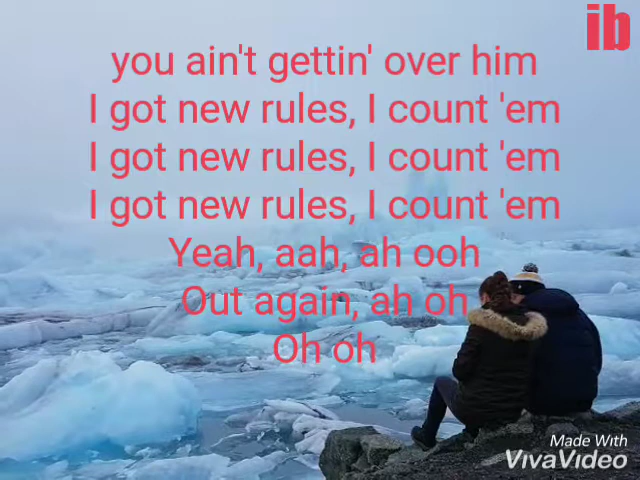 ib
you ain't gettin' over him
I got new rules, I count 'em
I got new rules, I count 'em
I got new rules, I count 'em
Yeah, aah, ah ooh
Out again, ah oh
Oh oh
Made With
VivaVideo